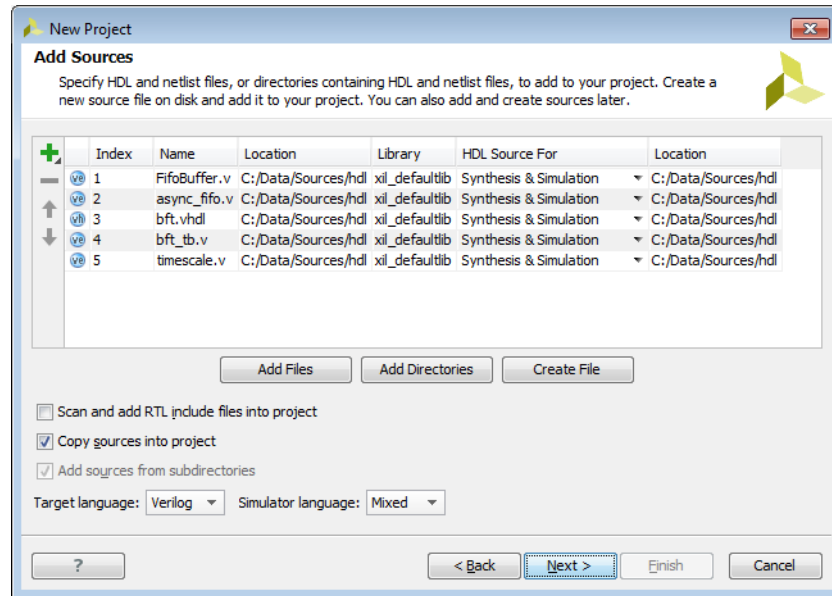 New Project
Add Sources
Specify HDL and netlist files, or directories containing HDL and netlist files, to add to your project. Create a
new source file on disk and add it to your project. You can also add and create sources later.
Index Name Location Library HDL Source For Location
1 FifoBuffer.v C:/Data/Sources/hdl xil_defaultlib Synthesis & Simulation C:/Data/Sources/hdl
2 async_fifo.v C:/Data/Sources/hdl xil_defaultlib Synthesis & Simulation C:/Data/Sources/hdl
3 bft.vhdl C:/Data/Sources/hdl xil_defaultlib Synthesis & Simulation C:/Data/Sources/hdl
4 bft_tb.v C:/Data/Sources/hdl xil_defaultlib Synthesis & Simulation C:/Data/Sources/hdl
5 timescale.v C:/Data/Sources/hdl xil_defaultlib Synthesis & Simulation C:/Data/Sources/hdl
Add Files Add Directories Create File
Scan and add RTL include files into project
Copy sources into project
Add sources from subdirectories
Target language: Verilog Simulator language: Mixed
? < Back Next > Finish Cancel